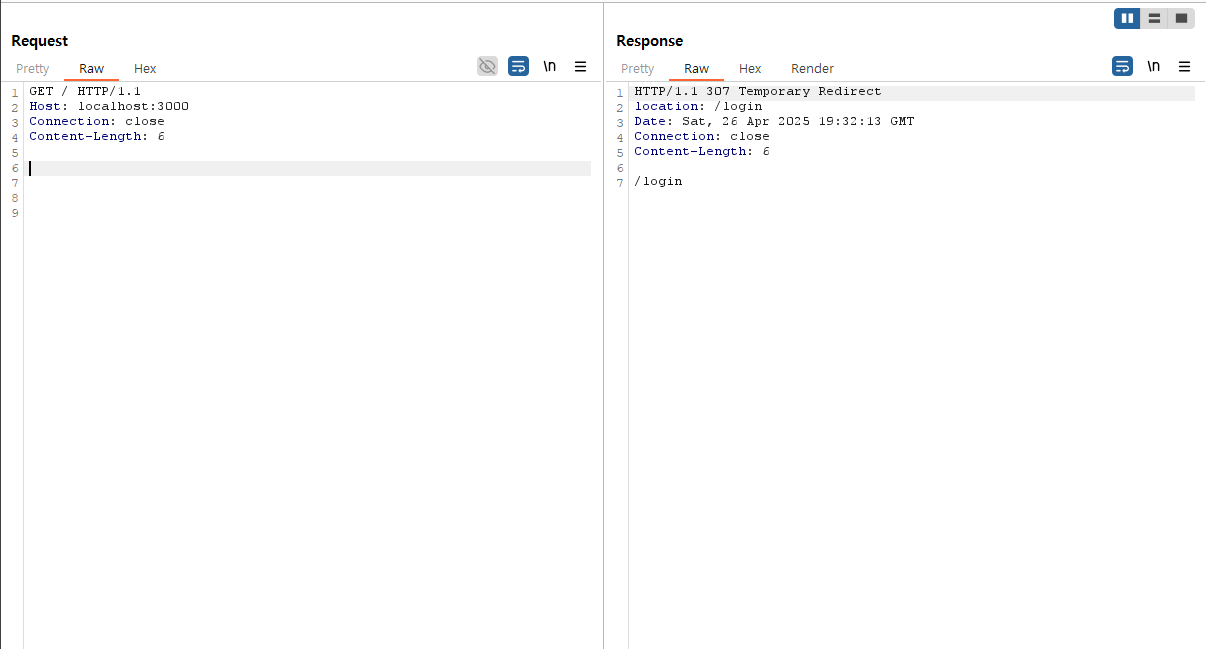 Request
Pretty Raw Hex \n
1 GET / HTTP/1.1
2 Host: localhost:3000
3 Connection: close
4 Content-Length: 6
5
6
7
8
9
Response
Pretty Raw Hex Render \n
1 HTTP/1.1 307 Temporary Redirect
2 location: /login
3 Date: Sat, 26 Apr 2025 19:32:13 GMT
4 Connection: close
5 Content-Length: 6
6
7 /login